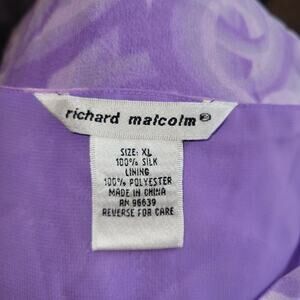 richard malcolm®
SIZE: XL
100% SILK
LINING
100% POLYESTER
MADE IN CHINA
RN 96639
REVERSE FOR CARE